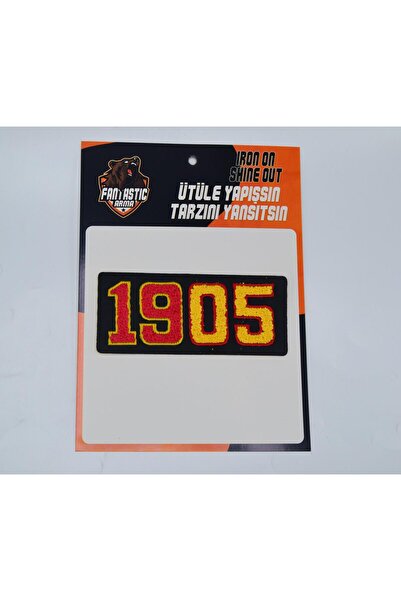 FANTASTIC
ARMA
IRON ON
SHINE OUT
ÜTÜLE YAPIŞSIN
TARZINI YANSITSIN
1905